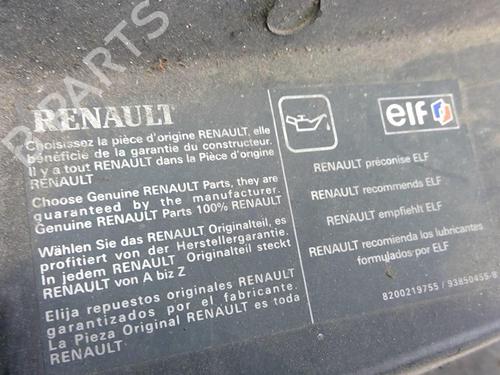 B-PARTS
RENAULT
Choisissez la pièce d'origine RENAULT, elle
bénéficie de la garantie du constructeur.
Il y a tout RENAULT dans la Pièce d'origine
RENAULT
Choose Genuine RENAULT Parts, they are
guaranteed by the manufacturer.
Genuine RENAULT Parts 100% RENAULT
Wählen Sie das RENAULT Originalteil, es
profitiert von der Herstellergarantie.
In jedem RENAULT Originalteil steckt
RENAULT von A biz Z
Elija repuestos originales RENAULT
garantizados por el fabricante.
La Pieza Original RENAULT es toda
RENAULT
elf
RENAULT préconise ELF
RENAULT recommends ELF
RENAULT empfiehlt ELF
RENAULT recomienda los lubricantes
formulados por ELF
8200219755 / 93850455-B